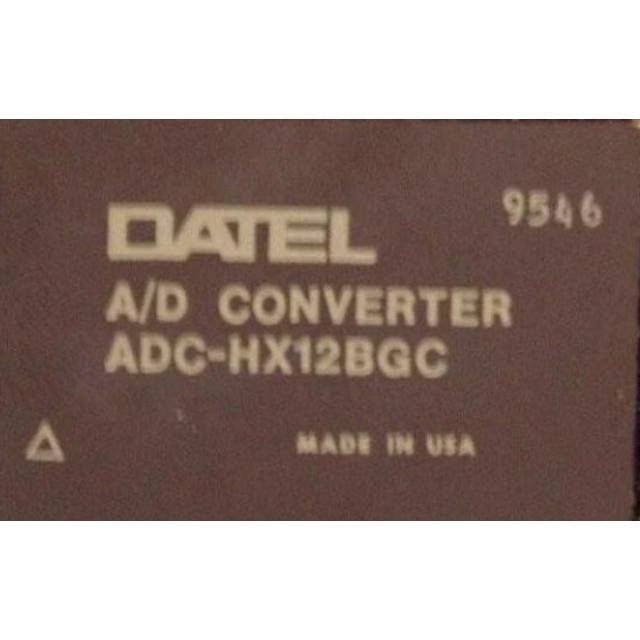 DATEL
9546
A/D CONVERTER
ADC-HX12BGC
MADE IN USA